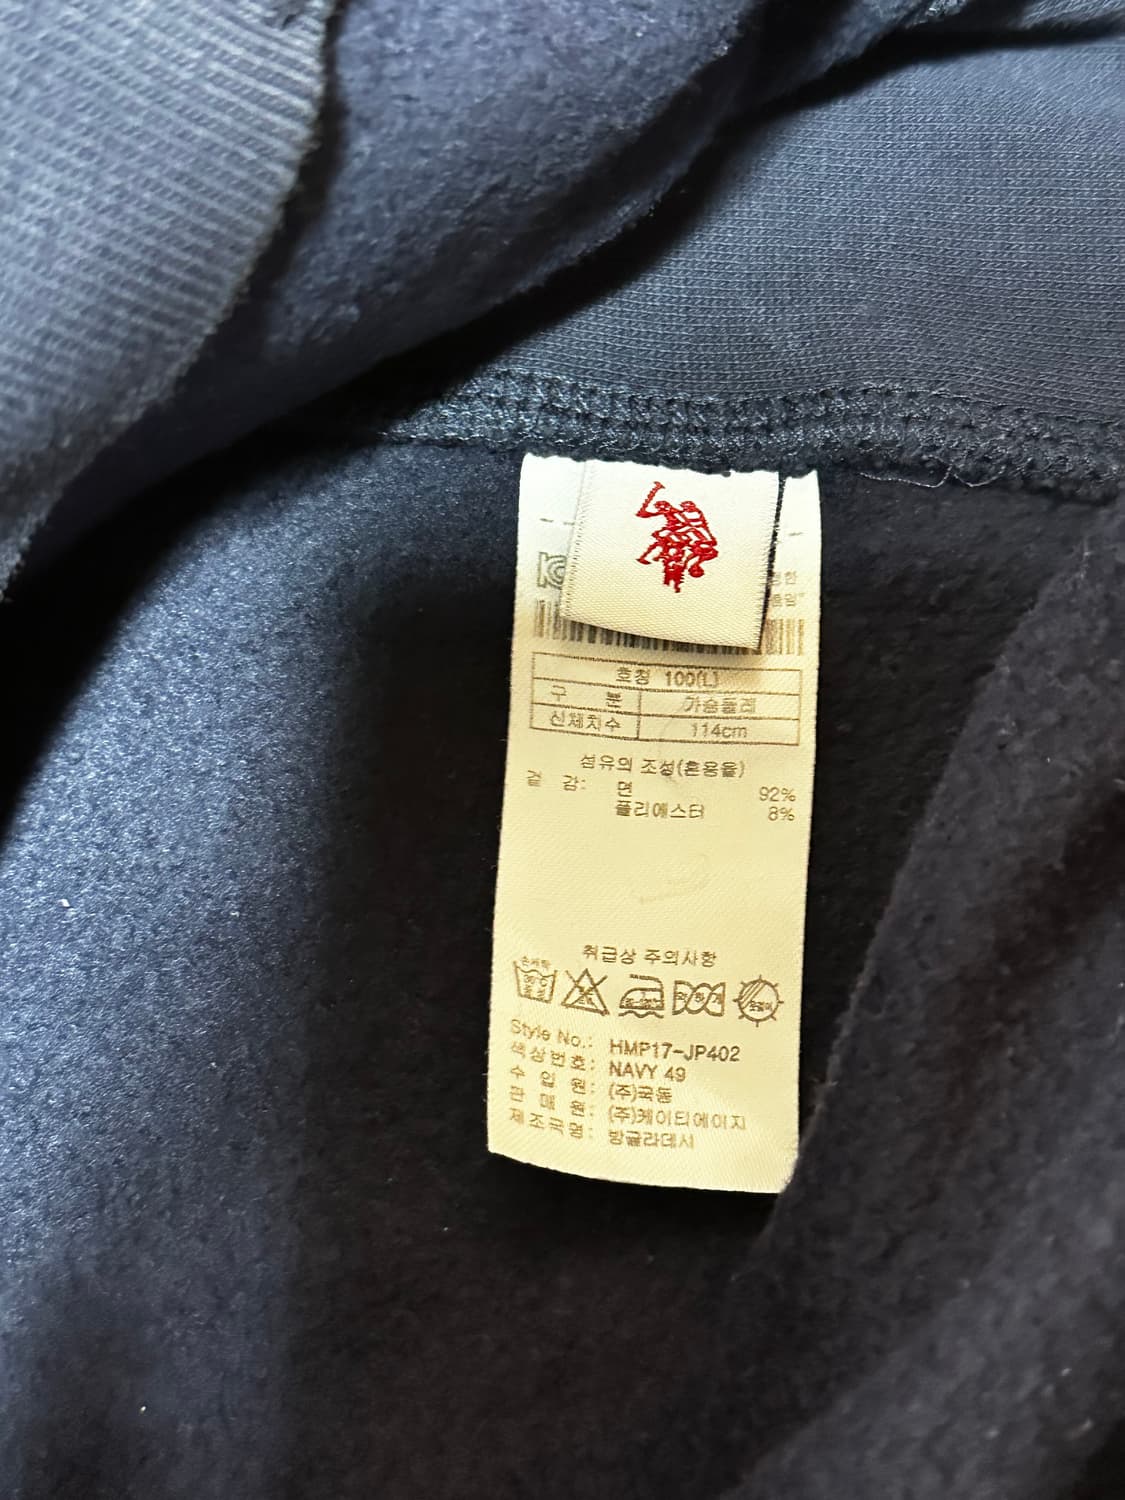 호칭 100(L)
구 분 가슴둘레
신체치수 114cm
섬유의 조성(혼용율)
겉 감: 면 92%
폴리에스터 8%
취급상 주의사항
손세탁
Style No.: HMP17-JP402
색상번호: NAVY 49
수 입 원: (주)국동
판 매 원: (주)케이티에이지
제조국명: 방글라데시